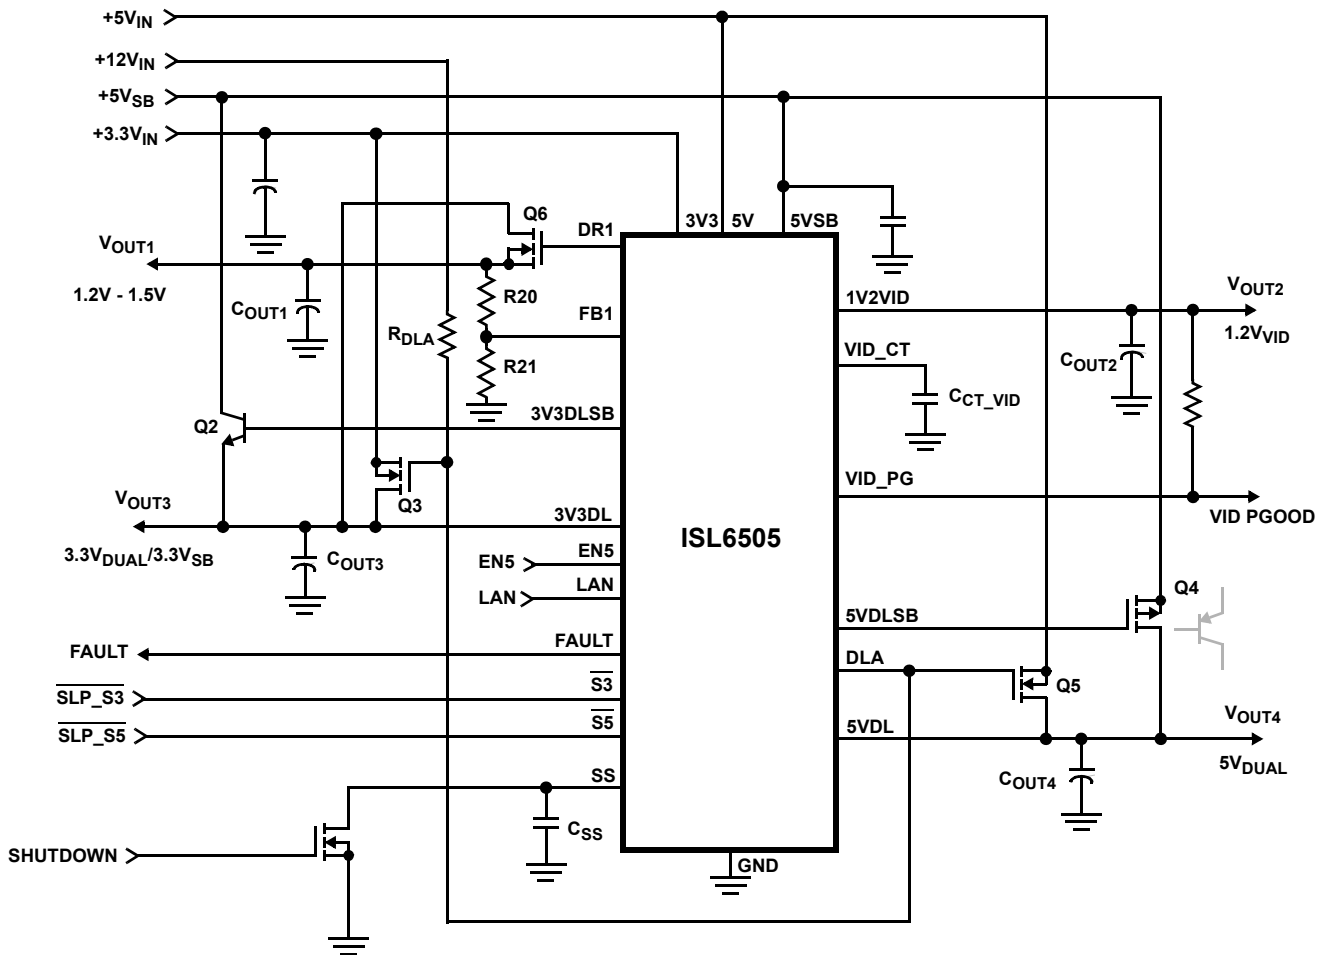 +5VIN
+12VIN
+5VSB
+3.3VIN
Q6
DR1
3V3
5V
5VSB
VOUT1
1.2V - 1.5V
COUT1
R20
FB1
RDLA
R21
1V2VID
VOUT2
1.2VVID
COUT2
VID_CT
CCT_VID
Q2
3V3DLSB
VID_PG
VID PGOOD
Q3
VOUT3
3.3VDUAL/3.3VSB
COUT3
3V3DL
ISL6505
EN5
EN5
LAN
LAN
Q4
5VDLSB
FAULT
FAULT
DLA
SLP_S3
S3
Q5
SLP_S5
S5
5VDL
VOUT4
5VDUAL
COUT4
SS
CSS
SHUTDOWN
GND